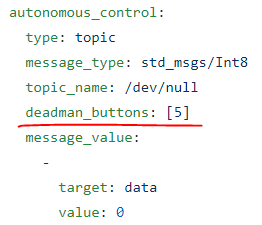 autonomous_control:
type: topic
message_type: std_msgs/Int8
topic_name: /dev/null
deadman_buttons: [5]
message_value:
-
target: data
value: 0